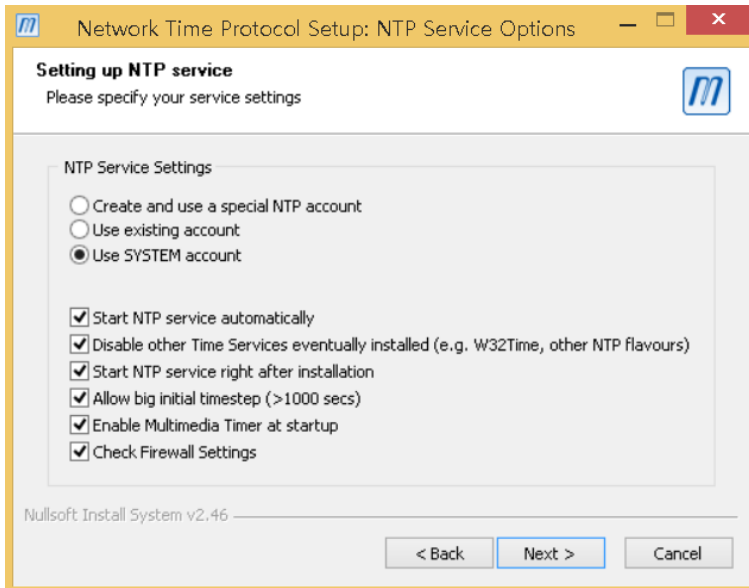 Network Time Protocol Setup: NTP Service Options
Setting up NTP service
Please specify your service settings
NTP Service Settings
Create and use a special NTP account
Use existing account
Use SYSTEM account
Start NTP service automatically
Disable other Time Services eventually installed (e.g. W32Time, other NTP flavours)
Start NTP service right after installation
Allow big initial timestep (>1000 secs)
Enable Multimedia Timer at startup
Check Firewall Settings
Nullsoft Install System v2.46
< Back Next > Cancel